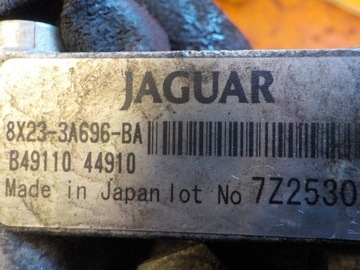 JAGUAR
8X23-3A696-BA
B49110 44910
Made in Japan lot No 7Z2530